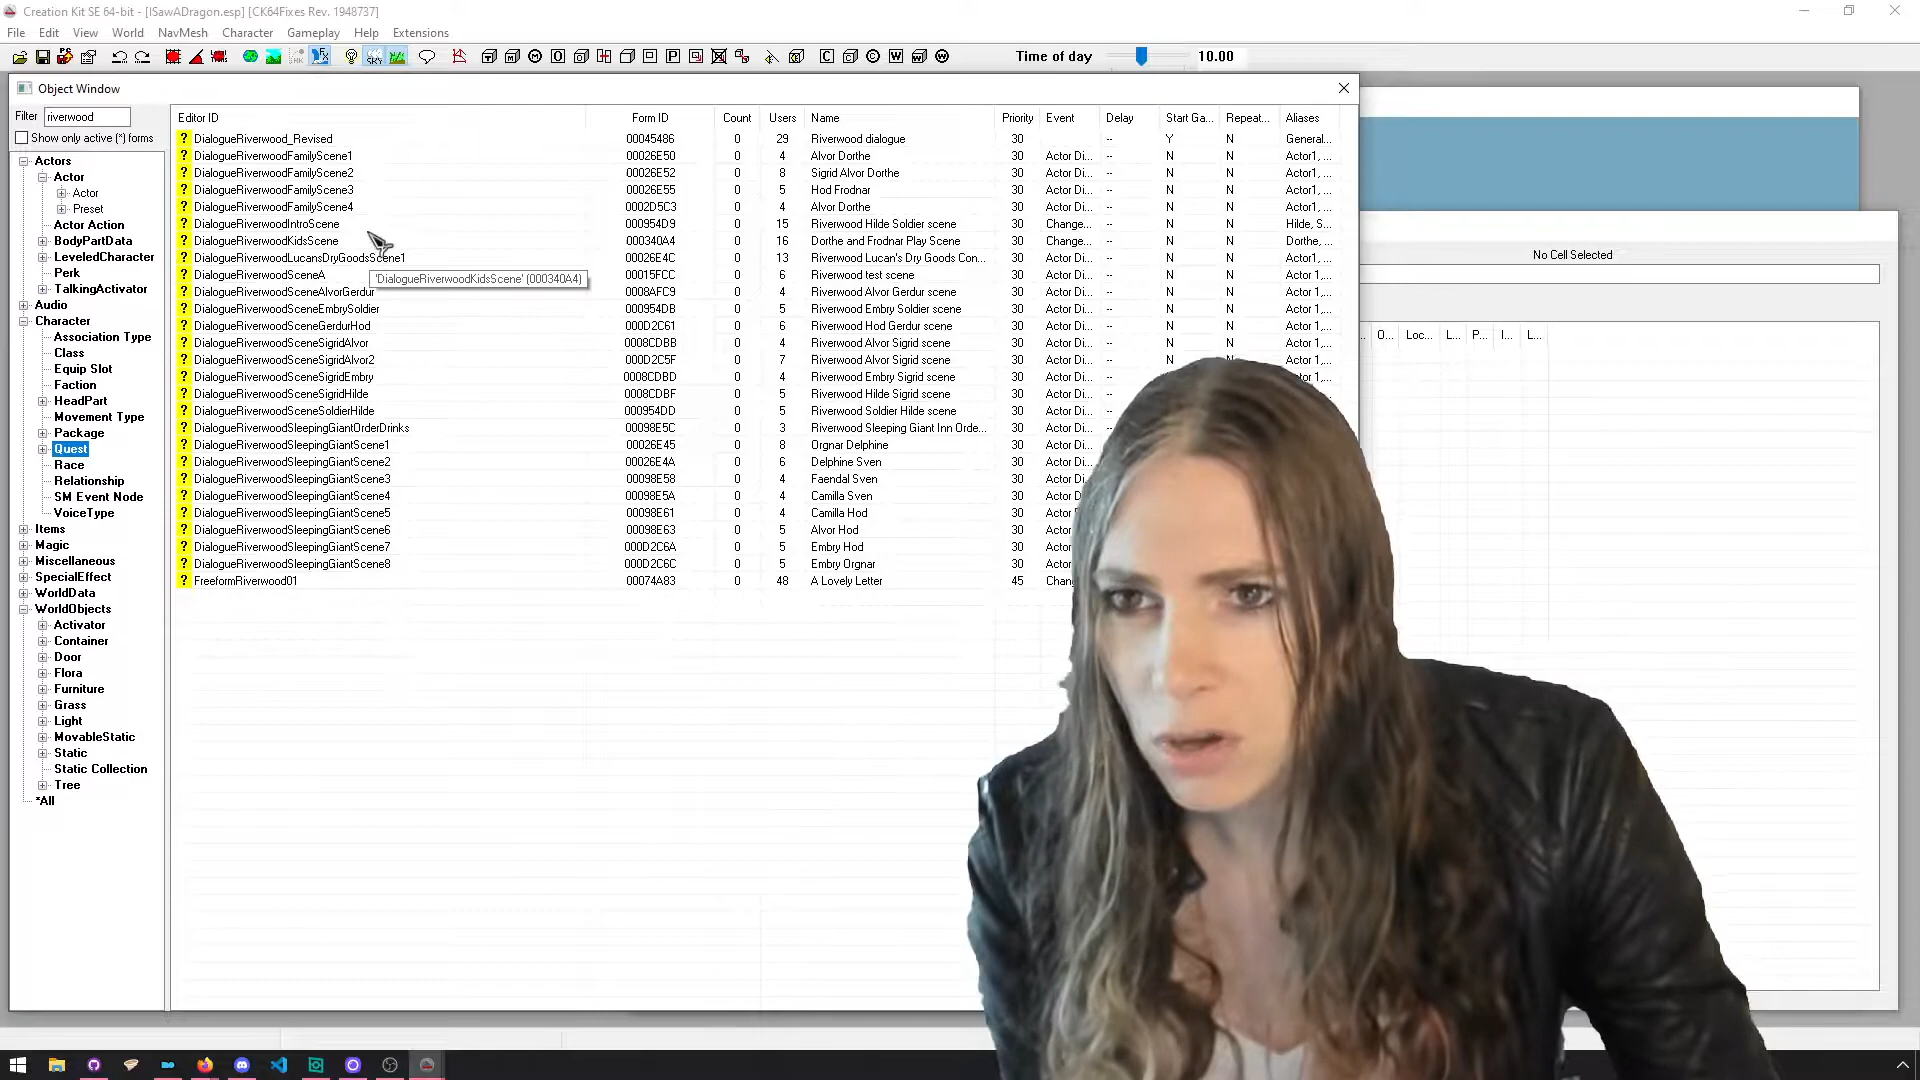 Creation Kit SE 64-bit - [ISawADragon.esp] [CK64Fixes Rev. 1948737]
File Edit View World NavMesh Character Gameplay Help Extensions
Time of day 10.00
Object Window
Filter riverwood
Show only active (*) forms
Actors
Actor
Actor
Preset
Actor Action
BodyPartData
LeveledCharacter
Perk
TalkingActivator
Audio
Character
Association Type
Class
Equip Slot
Faction
HeadPart
Movement Type
Package
Quest
Race
Relationship
SM Event Node
VoiceType
Items
Magic
Miscellaneous
SpecialEffect
WorldData
WorldObjects
Activator
Container
Door
Flora
Furniture
Grass
Light
MovableStatic
Static
Static Collection
Tree
*All
Editor ID Form ID Count Users Name Priority Event Delay Start Ga... Repeat... Aliases
DialogueRiverwood_Revised 00045486 0 29 Riverwood dialogue 30 -- Y N General...
DialogueRiverwoodFamilyScene1 00026E50 0 4 Alvor Dorthe 30 Actor Di... -- N N Actor1, ...
DialogueRiverwoodFamilyScene2 00026E52 0 8 Sigrid Alvor Dorthe 30 Actor Di... -- N N Actor1, ...
DialogueRiverwoodFamilyScene3 00026E55 0 5 Hod Frodnar 30 Actor Di... -- N N Actor1, ...
DialogueRiverwoodFamilyScene4 0002D5C3 0 4 Alvor Dorthe 30 Actor Di... -- N N Actor1, ...
DialogueRiverwoodIntroScene 000954D9 0 15 Riverwood Hilde Soldier scene 30 Change... -- N N Hilde, S...
DialogueRiverwoodKidsScene 000340A4 0 16 Dorthe and Frodnar Play Scene 30 Change... -- N N Dorthe, ...
DialogueRiverwoodLucansDryGoodsScene1 00026E4C 0 13 Riverwood Lucan's Dry Goods Con... 30 Actor Di... -- N N Actor1, ...
DialogueRiverwoodSceneA 00015FCC 0 6 Riverwood test scene 30 Actor Di... -- N N Actor 1, ...
'DialogueRiverwoodKidsScene' (000340A4)
DialogueRiverwoodSceneAlvorGerdur 0008AFC9 0 4 Riverwood Alvor Gerdur scene 30 Actor Di... -- N N Actor 1, ...
DialogueRiverwoodSceneEmbrySoldier 000954DB 0 5 Riverwood Embry Soldier scene 30 Actor Di... -- N N Actor 1, ...
DialogueRiverwoodSceneGerdurHod 000D2C61 0 6 Riverwood Hod Gerdur scene 30 Actor Di... -- N N Actor 1, ...
DialogueRiverwoodSceneSigridAlvor 0008CDBB 0 4 Riverwood Alvor Sigrid scene 30 Actor Di... -- N N Actor 1, ...
DialogueRiverwoodSceneSigridAlvor2 000D2C5F 0 7 Riverwood Alvor Sigrid scene 30 Actor Di... -- N N Actor 1, ...
DialogueRiverwoodSceneSigridEmbry 0008CDBD 0 4 Riverwood Embry Sigrid scene 30 Actor Di... --
DialogueRiverwoodSceneSigridHilde 0008CDBF 0 5 Riverwood Hilde Sigrid scene 30 Actor Di... --
DialogueRiverwoodSceneSoldierHilde 000954DD 0 5 Riverwood Soldier Hilde scene 30 Actor Di... --
DialogueRiverwoodSleepingGiantOrderDrinks 00098E5C 0 3 Riverwood Sleeping Giant Inn Orde... 30 Actor Di... --
DialogueRiverwoodSleepingGiantScene1 00026E45 0 8 Orgnar Delphine 30 Actor Di...
DialogueRiverwoodSleepingGiantScene2 00026E4A 0 6 Delphine Sven 30 Actor Di...
DialogueRiverwoodSleepingGiantScene3 00098E58 0 4 Faendal Sven 30 Actor Di...
DialogueRiverwoodSleepingGiantScene4 00098E5A 0 4 Camilla Sven 30 Actor
DialogueRiverwoodSleepingGiantScene5 00098E61 0 4 Camilla Hod 30 Actor
DialogueRiverwoodSleepingGiantScene6 00098E63 0 5 Alvor Hod 30 Actor
DialogueRiverwoodSleepingGiantScene7 000D2C6A 0 5 Embry Hod 30 Actor
DialogueRiverwoodSleepingGiantScene8 000D2C6C 0 5 Embry Orgnar 30 Actor
FreeformRiverwood01 00074A83 0 48 A Lovely Letter 45
No Cell Selected
O... Loc... L... P... I... L...